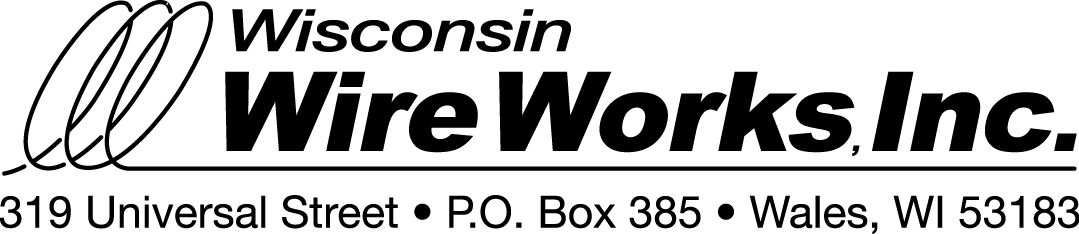 Wisconsin
Wire Works, Inc.
319 Universal Street • P.O. Box 385 • Wales, WI 53183